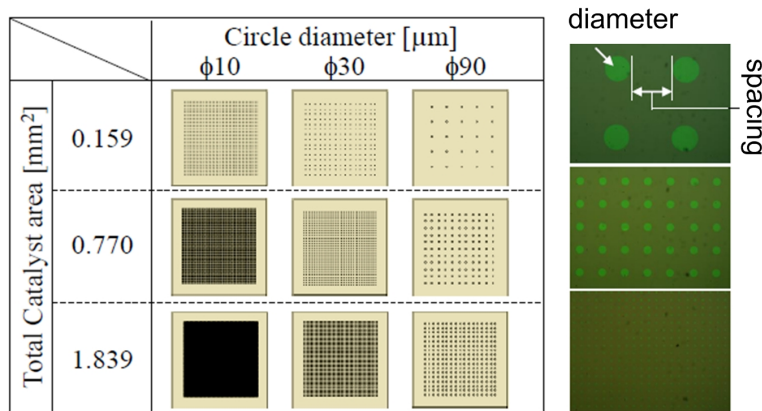 Circle diameter [μm]
ϕ10 ϕ30 ϕ90
Total Catalyst area [mm²]
0.159
0.770
1.839
diameter
spacing